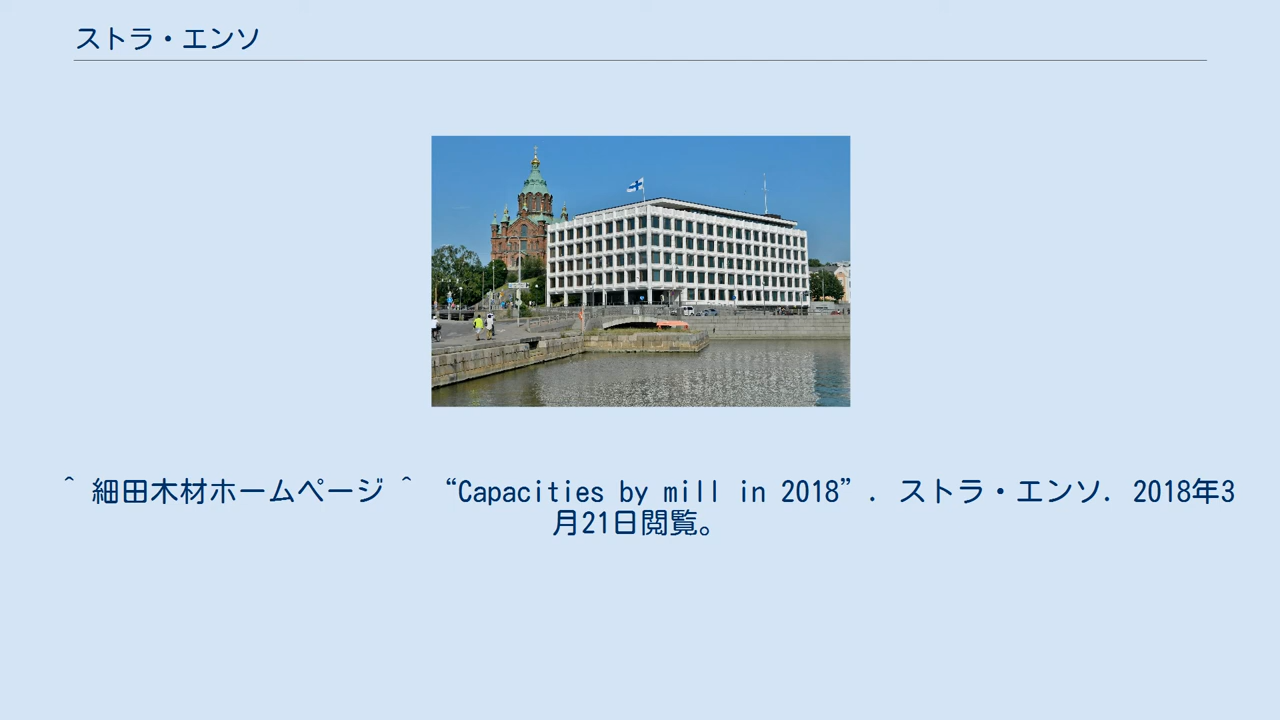 ストラ・エンソ
^ 細田木材ホームページ ^ “Capacities by mill in 2018”. ストラ・エンソ. 2018年3
月21日閲覧。